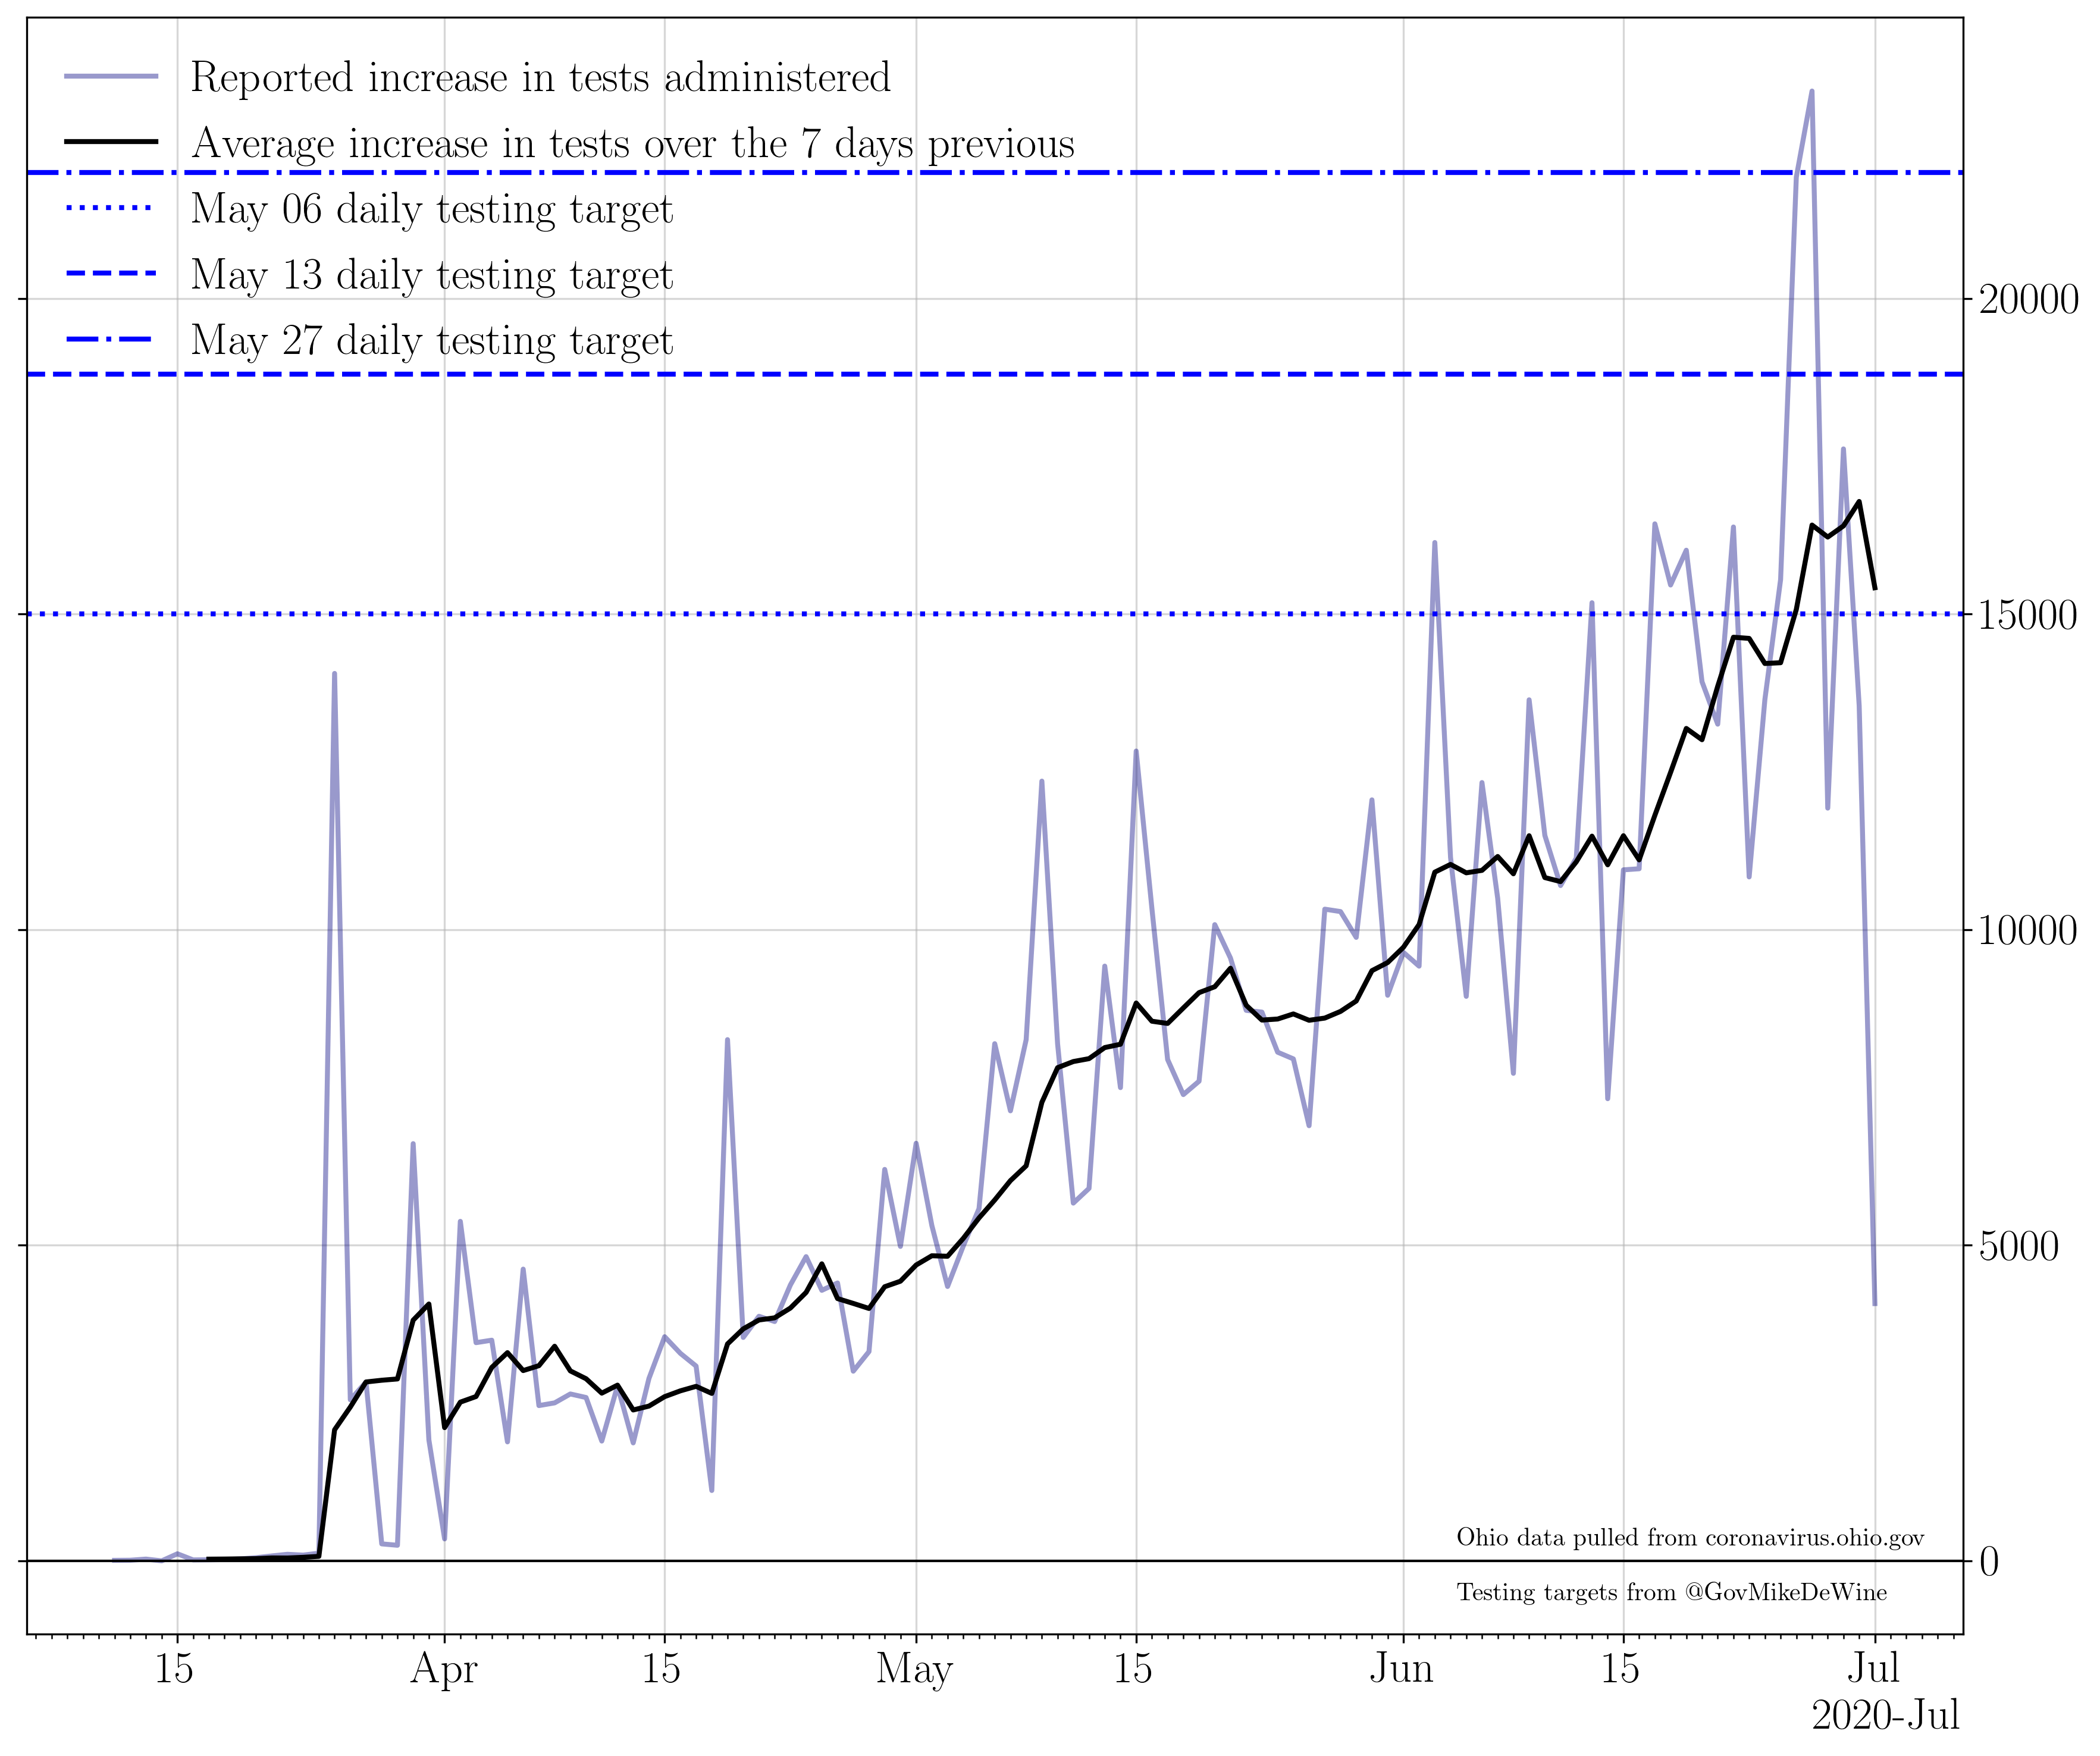 Reported increase in tests administered
Average increase in tests over the 7 days previous
May 06 daily testing target
May 13 daily testing target
May 27 daily testing target
20000
15000
10000
5000
0
Ohio data pulled from coronavirus.ohio.gov
Testing targets from @GovMikeDeWine
15 Apr 15 May 15 Jun 15 Jul
2020-Jul